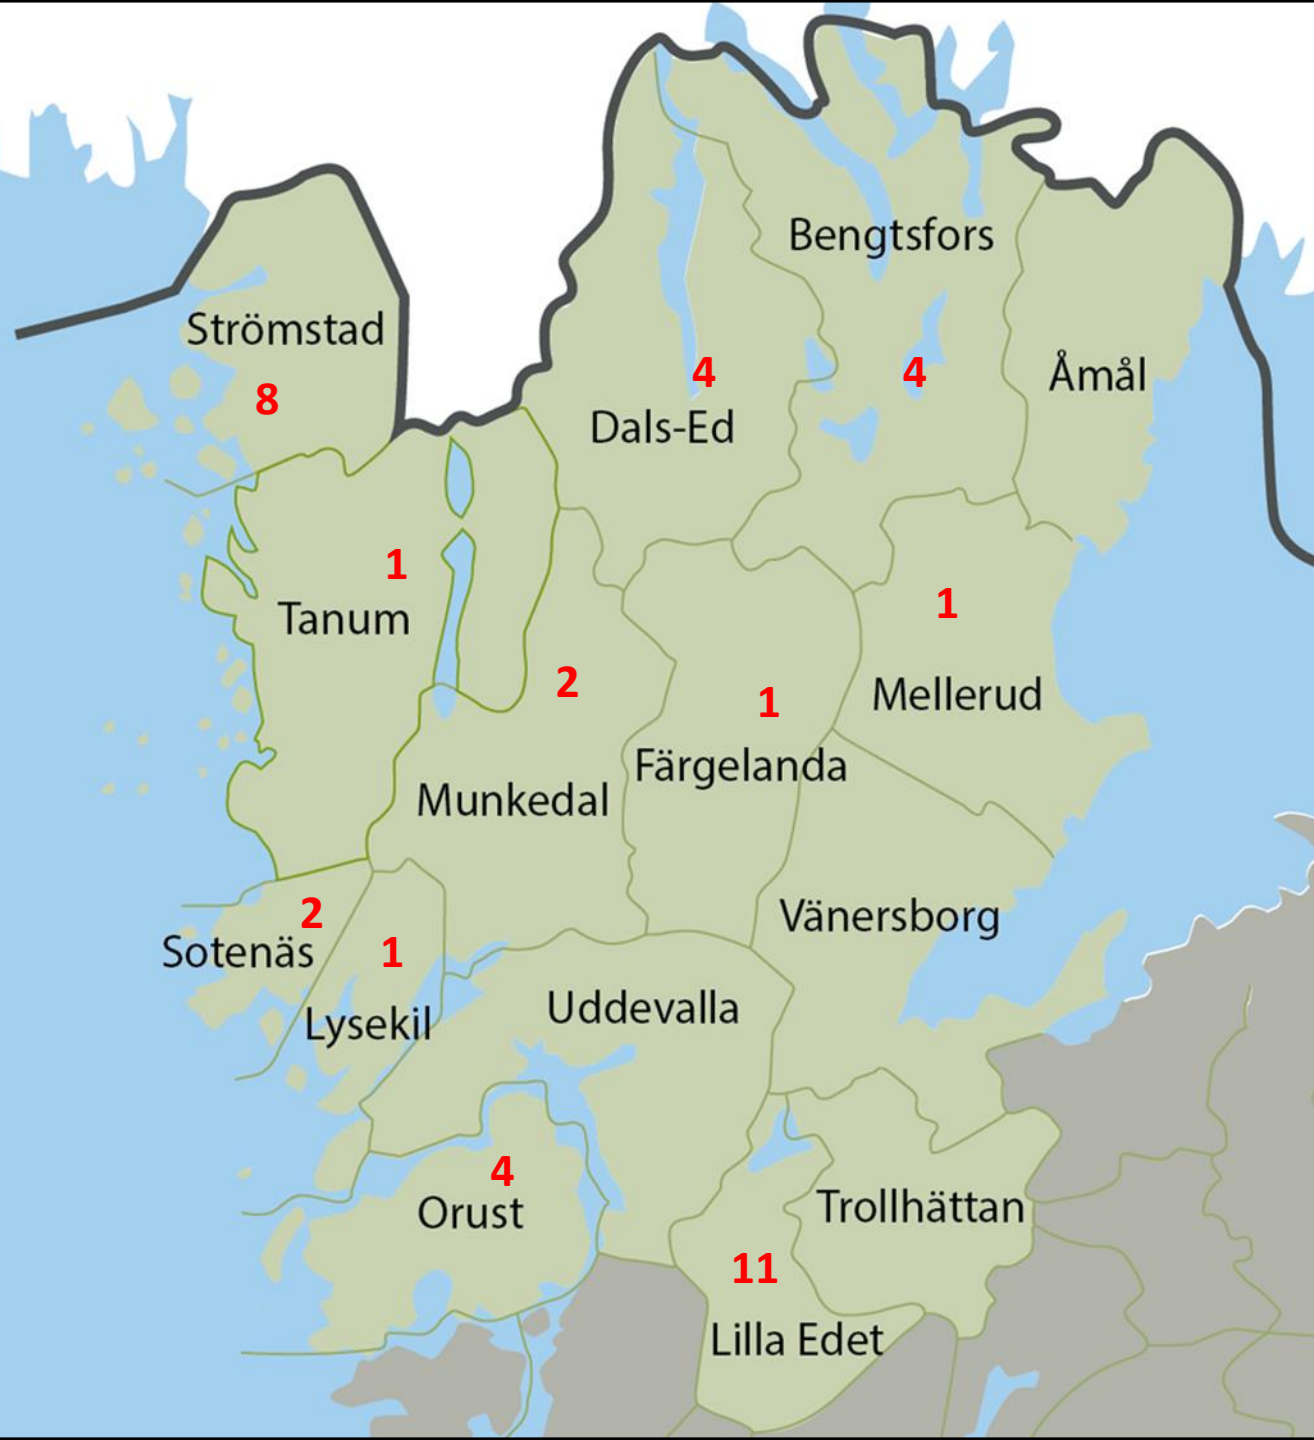 Bengtsfors
Strömstad
8
4
4
Åmål
Dals-Ed
1
Tanum
1
2
Mellerud
1
Färgelanda
Munkedal
2
Sotenäs
1
Vänersborg
Lysekil
Uddevalla
4
Orust
Trollhättan
11
Lilla Edet